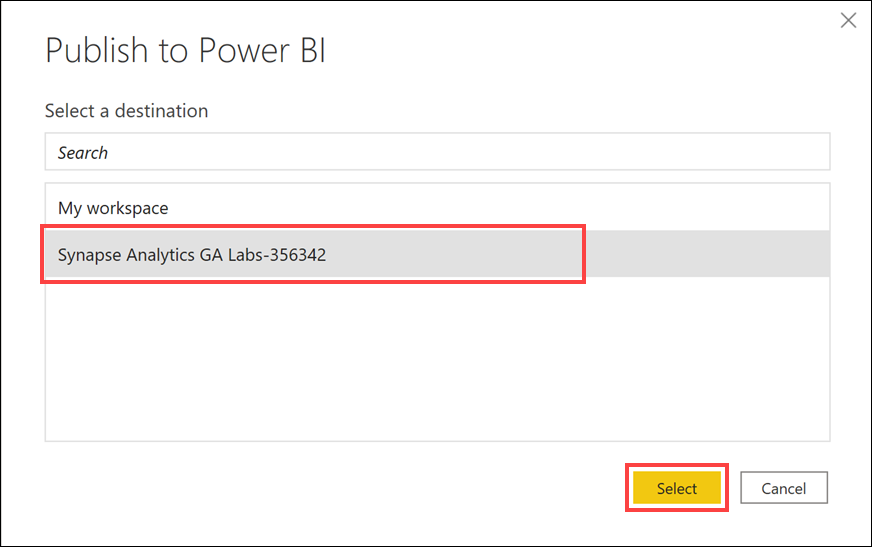 Publish to Power BI
Select a destination
Search
My workspace
Synapse Analytics GA Labs-356342
Select
Cancel